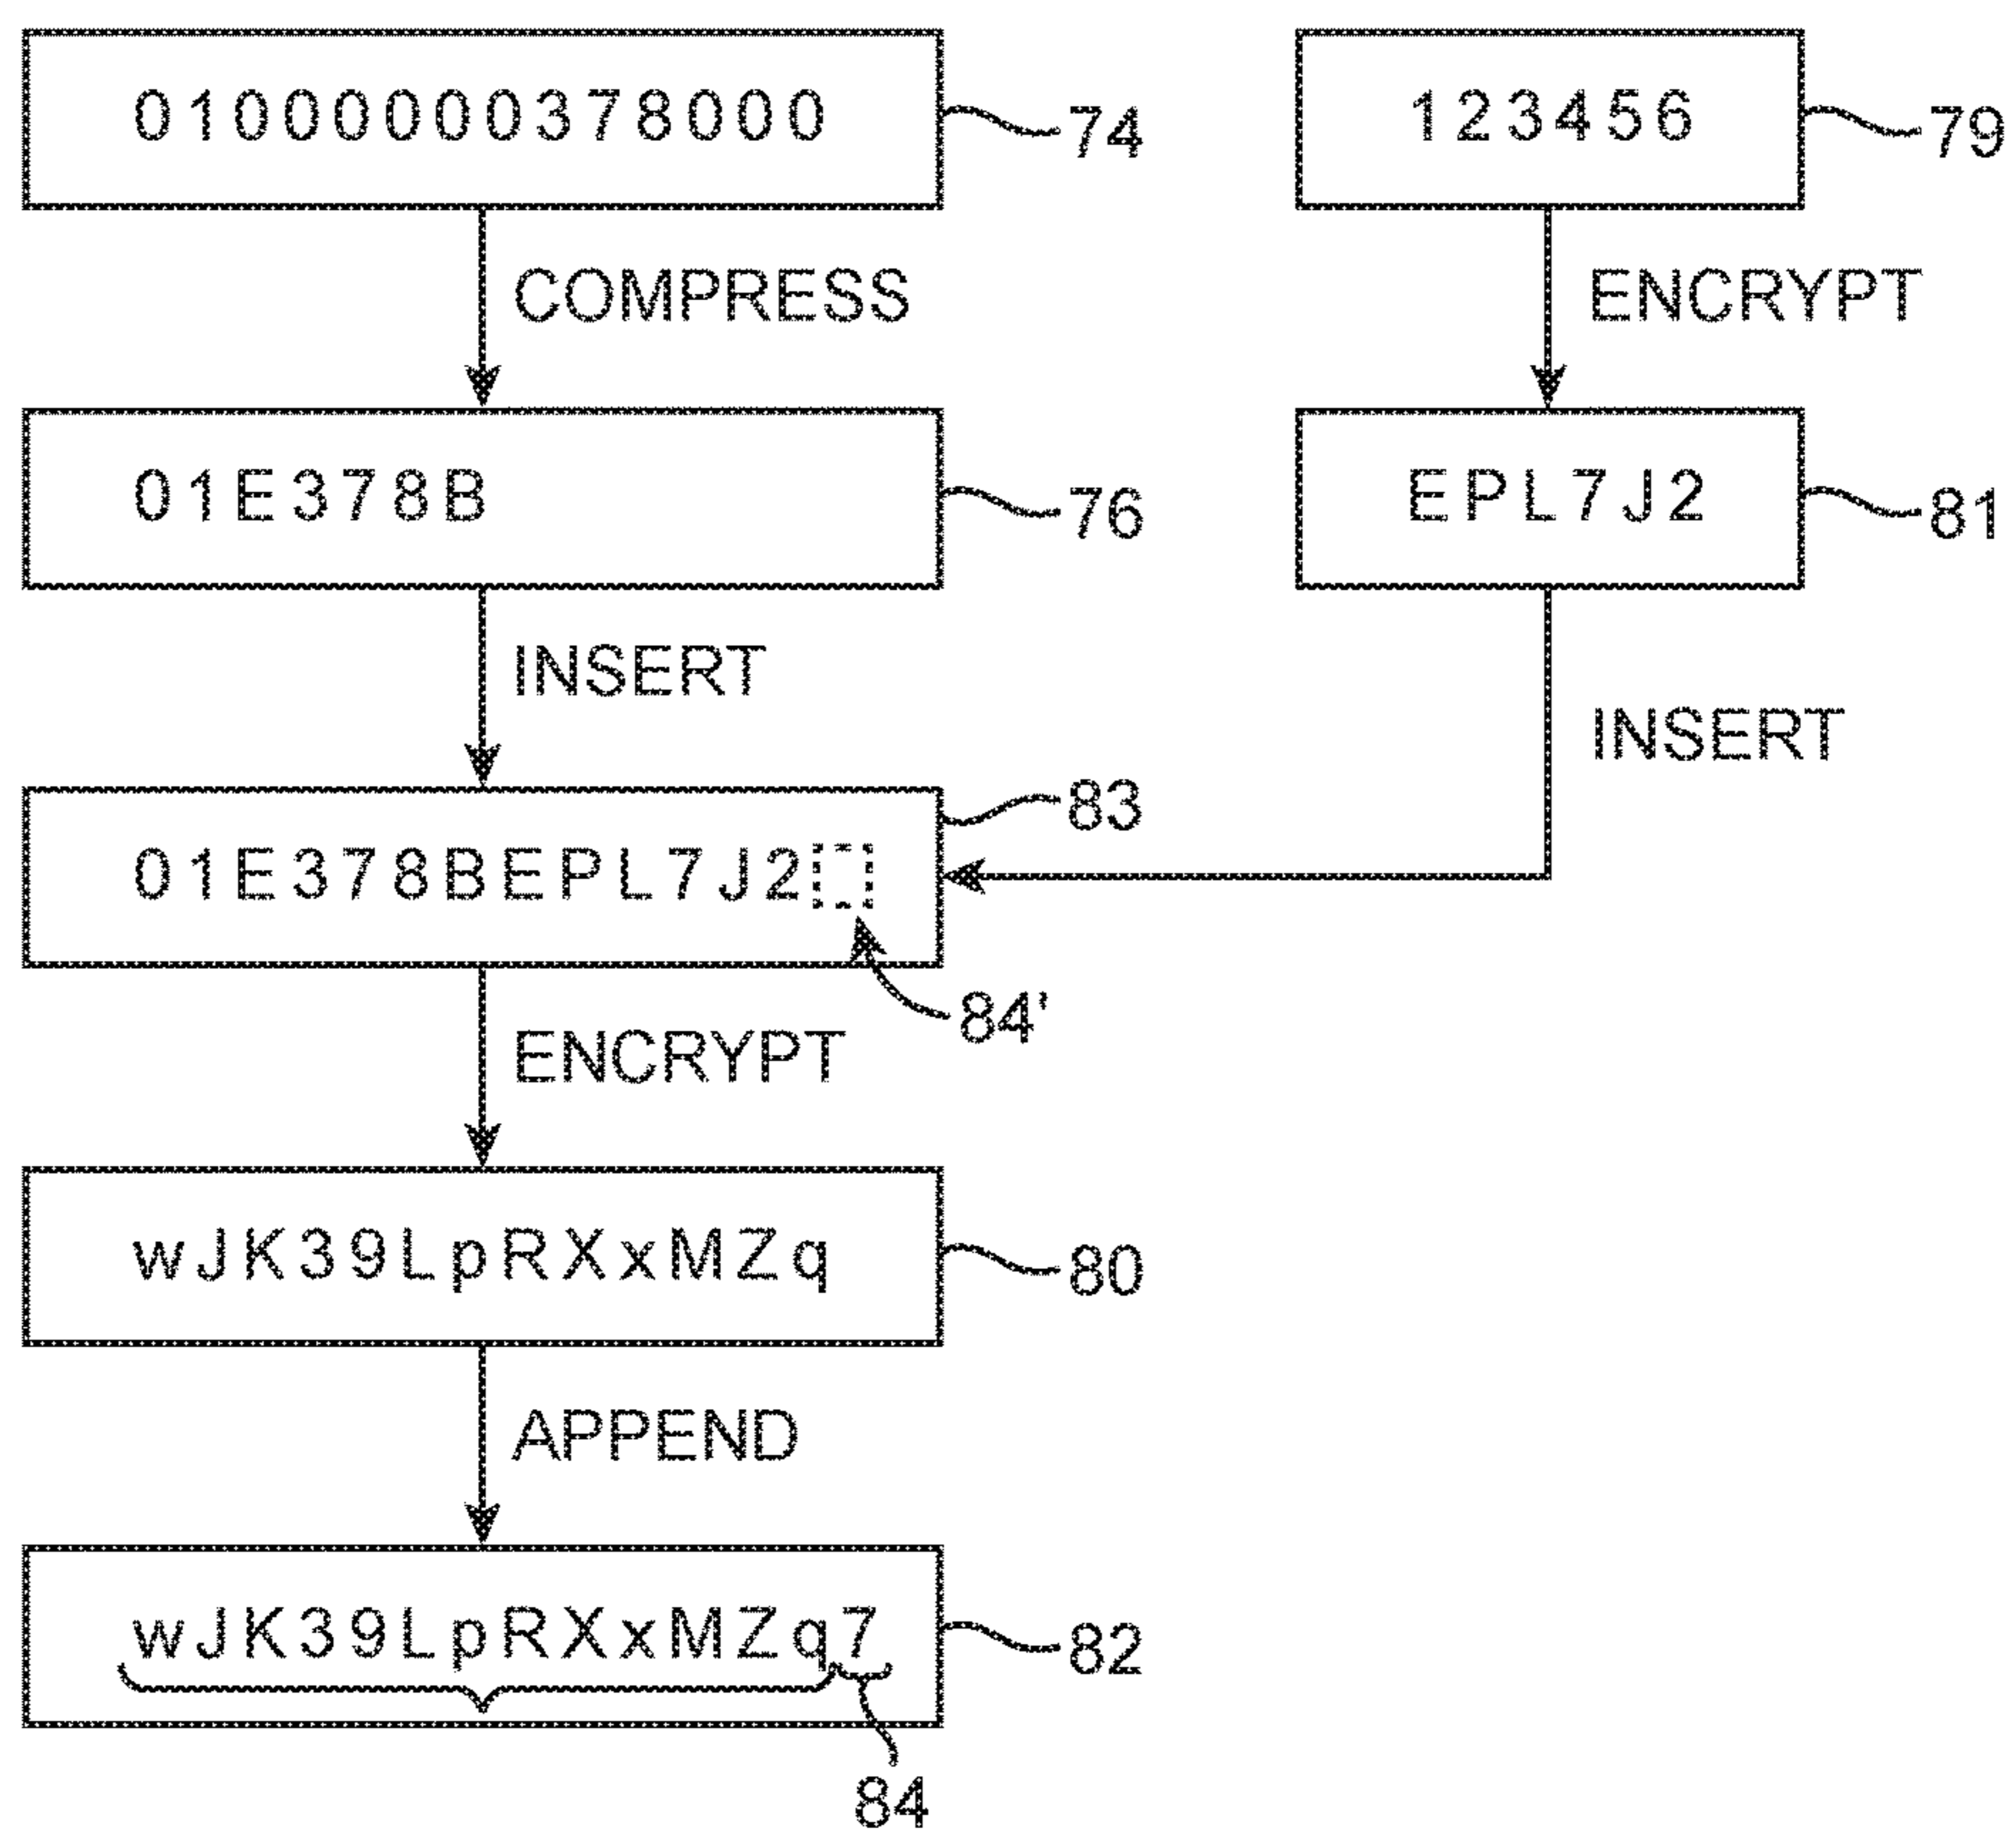 01000000378000
74
123456
79
COMPRESS
ENCRYPT
01E378B
76
EPL7J2
81
INSERT
INSERT
83
01E378BEPL7J2
84'
ENCRYPT
wJK39LpRXxMZq
80
APPEND
wJK39LpRXxMZq7
82
84